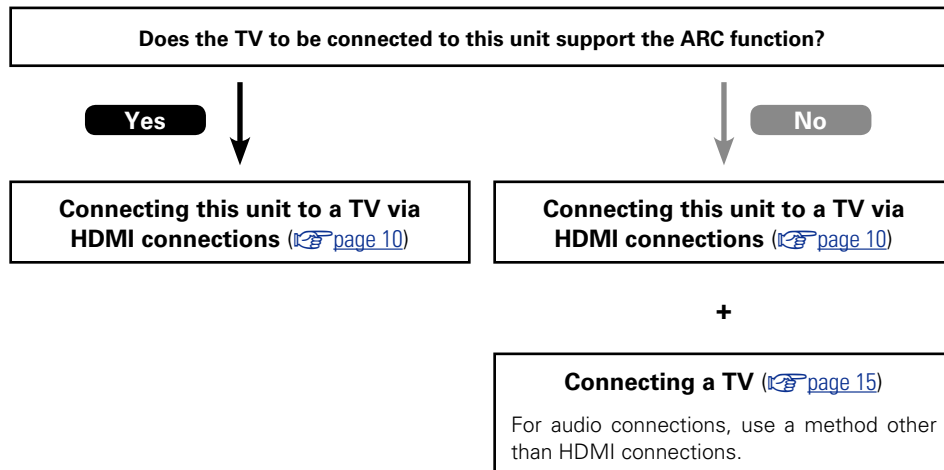 Does the TV to be connected to this unit support the ARC function?
Yes
No
Connecting this unit to a TV via
HDMI connections (page 10)
Connecting this unit to a TV via
HDMI connections (page 10)
+
Connecting a TV (page 15)
For audio connections, use a method other
than HDMI connections.